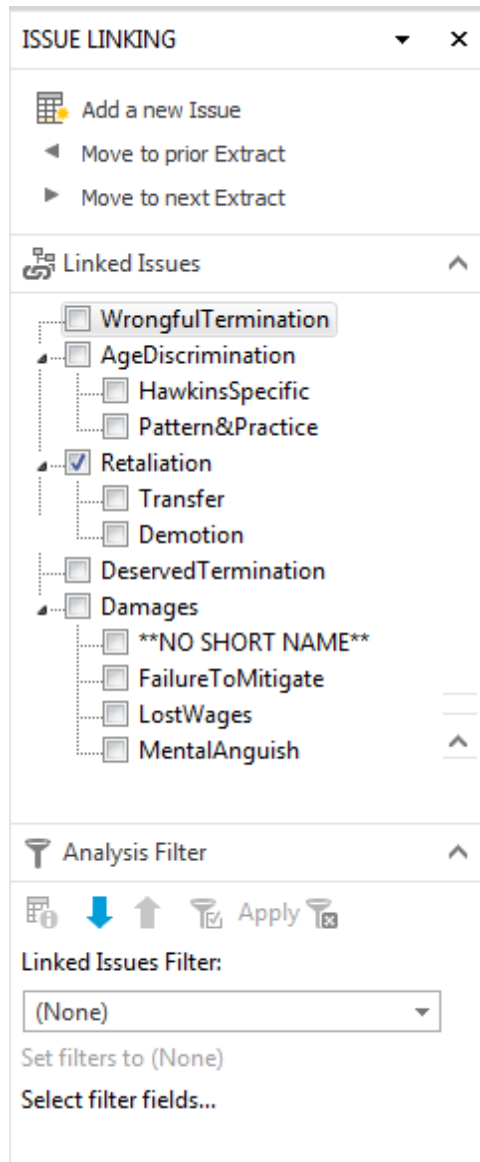 ISSUE LINKING
Add a new Issue
Move to prior Extract
Move to next Extract
Linked Issues
WrongfulTermination
AgeDiscrimination
HawkinsSpecific
Pattern&Practice
Retaliation
Transfer
Demotion
DeservedTermination
Damages
**NO SHORT NAME**
FailureToMitigate
LostWages
MentalAnguish
Analysis Filter
Apply
Linked Issues Filter:
(None)
Set filters to (None)
Select filter fields...